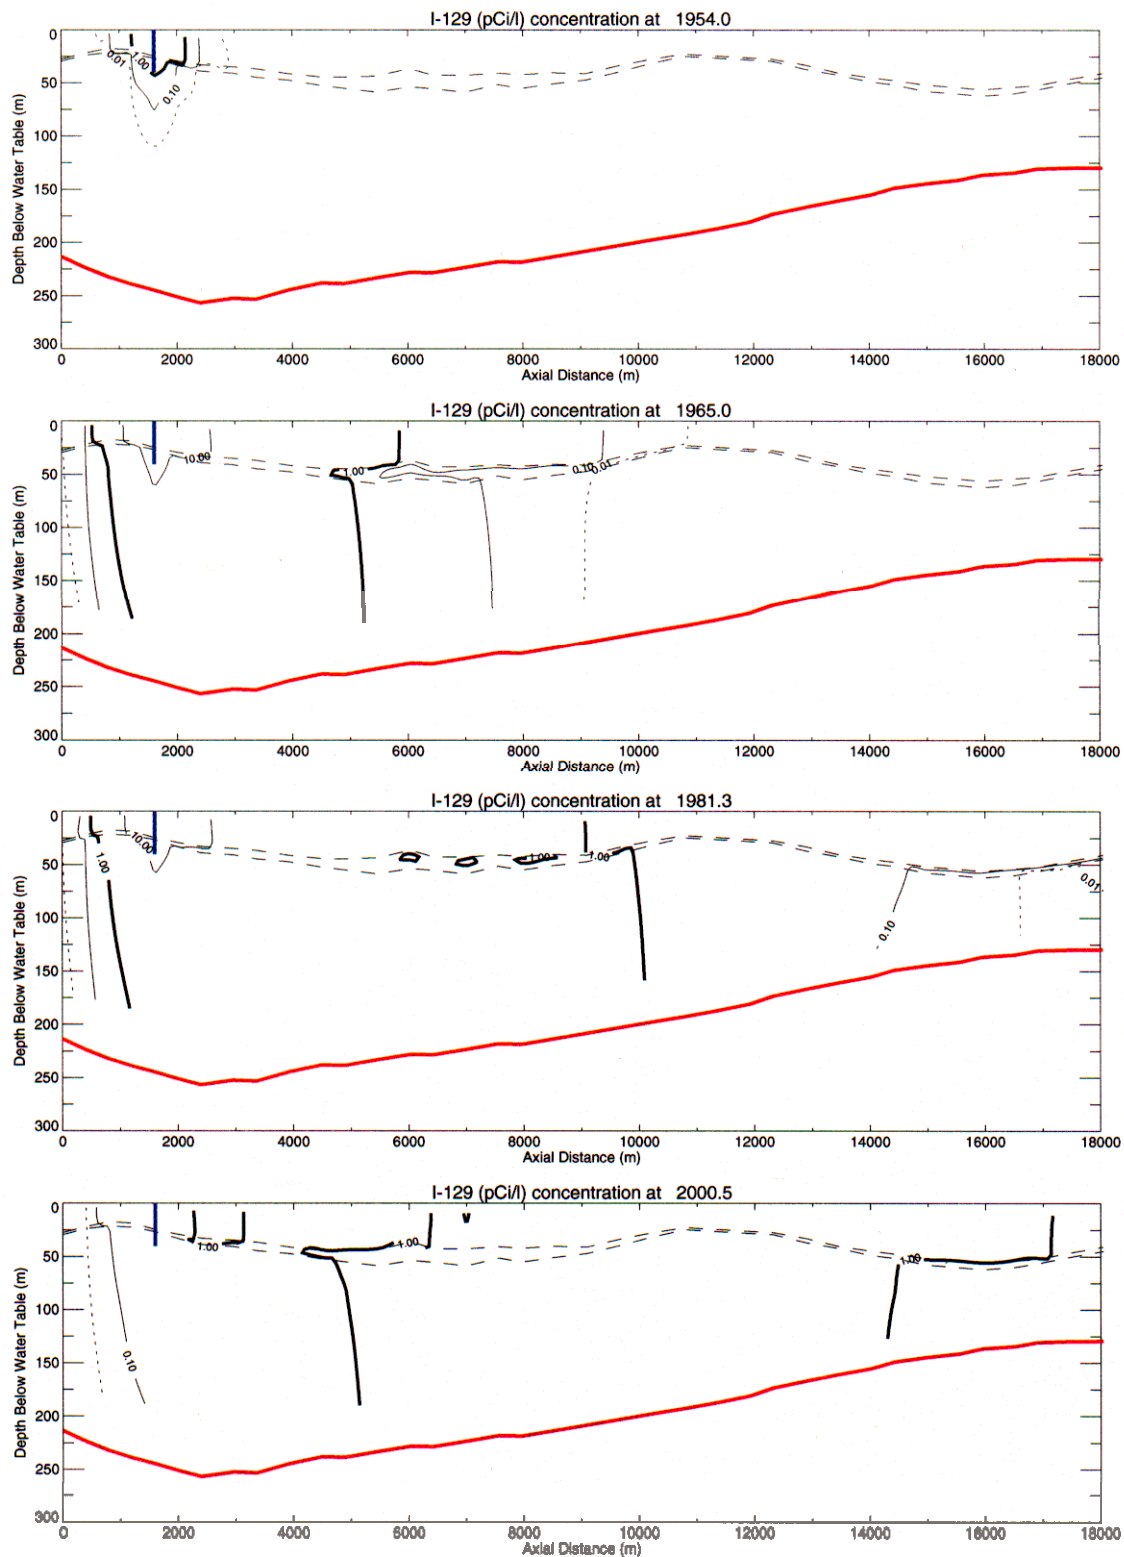 I-129 (pCi/l) concentration at 1954.0
0
50
100
150
200
250
300
Depth Below Water Table (m)
0.01
1.00
0.10
0 2000 4000 6000 8000 10000 12000 14000 16000 18000
Axial Distance (m)
I-129 (pCi/l) concentration at 1965.0
0
50
100
150
200
250
300
Depth Below Water Table (m)
10.00
1.00
0.10
0.01
0 2000 4000 6000 8000 10000 12000 14000 16000 18000
Axial Distance (m)
I-129 (pCi/l) concentration at 1981.3
0
50
100
150
200
250
300
Depth Below Water Table (m)
10.00
1.00
1.00
1.00
0.10
0.01
0 2000 4000 6000 8000 10000 12000 14000 16000 18000
Axial Distance (m)
I-129 (pCi/l) concentration at 2000.5
0
50
100
150
200
250
300
Depth Below Water Table (m)
1.00
1.00
1.00
0.10
0 2000 4000 6000 8000 10000 12000 14000 16000 18000
Axial Distance (m)